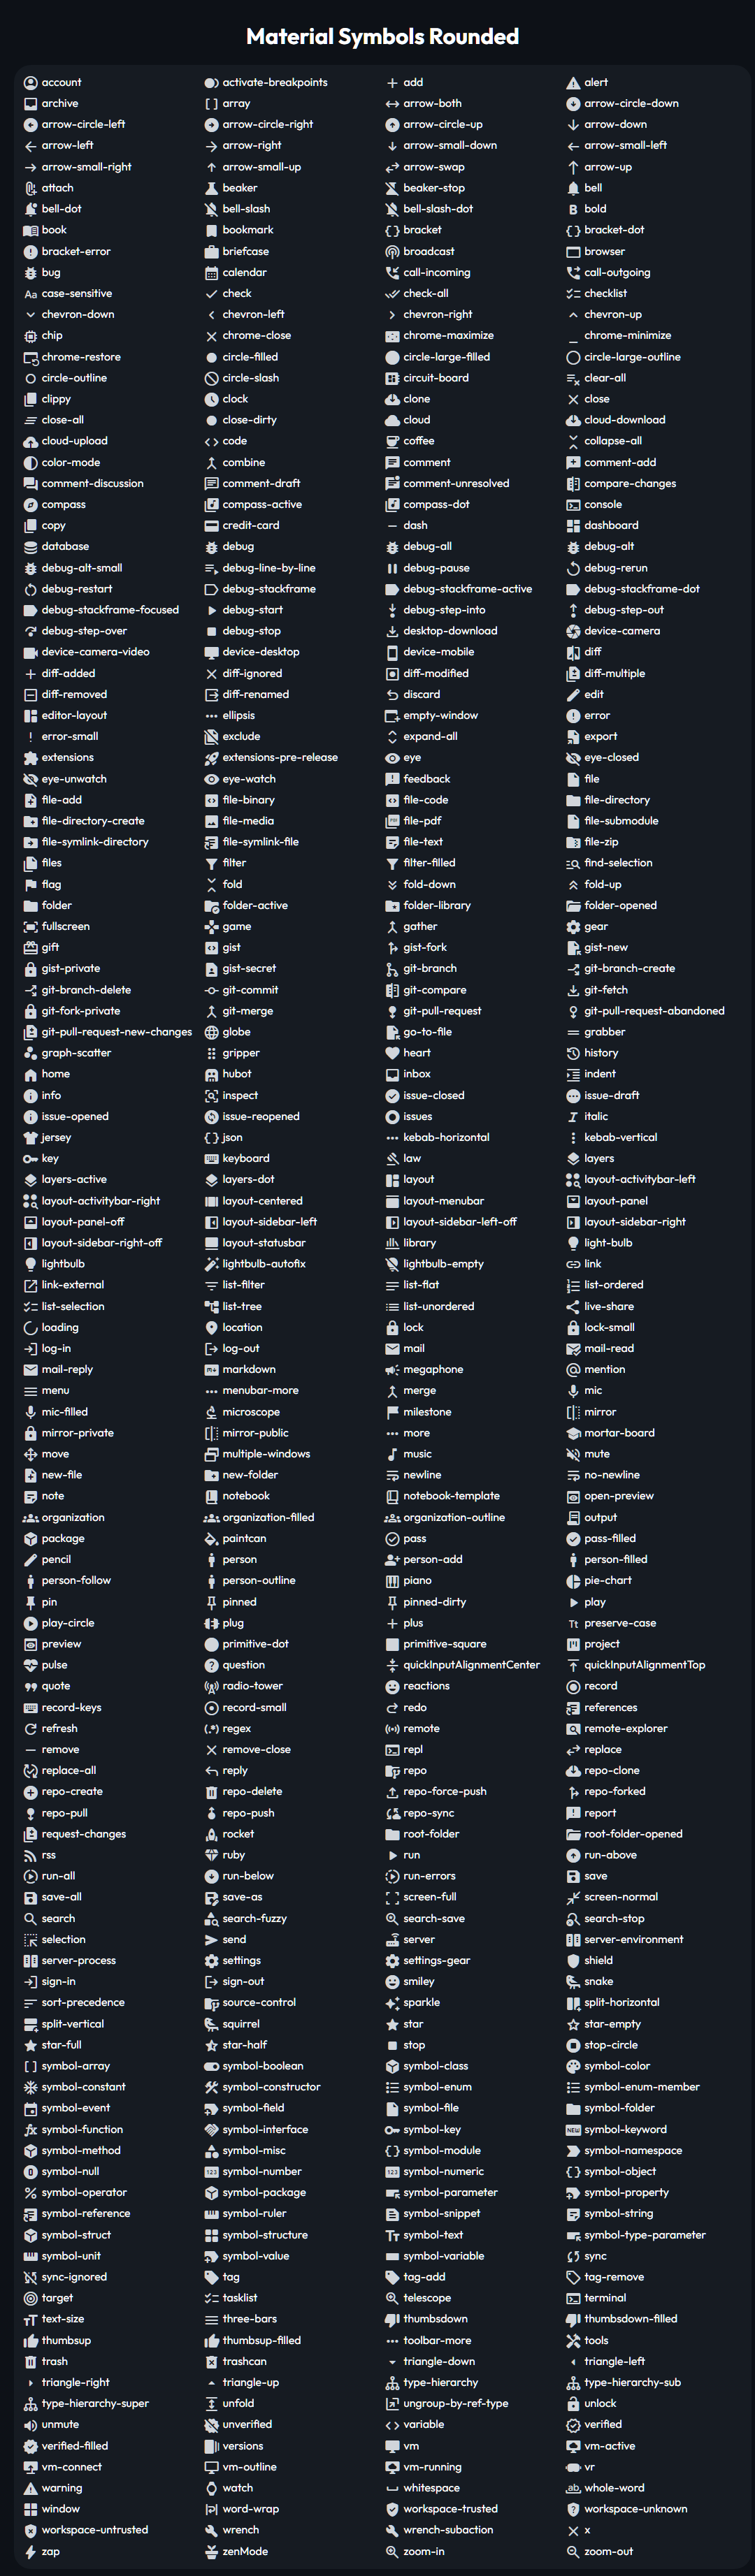 Material Symbols Rounded
account activate-breakpoints add alert
archive array arrow-both arrow-circle-down
arrow-circle-left arrow-circle-right arrow-circle-up arrow-down
arrow-left arrow-right arrow-small-down arrow-small-left
arrow-small-right arrow-small-up arrow-swap arrow-up
attach beaker beaker-stop bell
bell-dot bell-slash bell-slash-dot bold
book bookmark bracket bracket-dot
bracket-error briefcase broadcast browser
bug calendar call-incoming call-outgoing
case-sensitive check check-all checklist
chevron-down chevron-left chevron-right chevron-up
chip chrome-close chrome-maximize chrome-minimize
chrome-restore circle-filled circle-large-filled circle-large-outline
circle-outline circle-slash circuit-board clear-all
clippy clock clone close
close-all close-dirty cloud cloud-download
cloud-upload code coffee collapse-all
color-mode combine comment comment-add
comment-discussion comment-draft comment-unresolved compare-changes
compass compass-active compass-dot console
copy credit-card dash dashboard
database debug debug-all debug-alt
debug-alt-small debug-line-by-line debug-pause debug-rerun
debug-restart debug-stackframe debug-stackframe-active debug-stackframe-dot
debug-stackframe-focused debug-start debug-step-into debug-step-out
debug-step-over debug-stop desktop-download device-camera
device-camera-video device-desktop device-mobile diff
diff-added diff-ignored diff-modified diff-multiple
diff-removed diff-renamed discard edit
editor-layout ellipsis empty-window error
error-small exclude expand-all export
extensions extensions-pre-release eye eye-closed
eye-unwatch eye-watch feedback file
file-add file-binary file-code file-directory
file-directory-create file-media file-pdf file-submodule
file-symlink-directory file-symlink-file file-text file-zip
files filter filter-filled find-selection
flag fold fold-down fold-up
folder folder-active folder-library folder-opened
fullscreen game gather gear
gift gist gist-fork gist-new
gist-private gist-secret git-branch git-branch-create
git-branch-delete git-commit git-compare git-fetch
git-fork-private git-merge git-pull-request git-pull-request-abandoned
git-pull-request-new-changes globe go-to-file grabber
graph-scatter gripper heart history
home hubot inbox indent
info inspect issue-closed issue-draft
issue-opened issue-reopened issues italic
jersey json kebab-horizontal kebab-vertical
key keyboard law layers
layers-active layers-dot layout layout-activitybar-left
layout-activitybar-right layout-centered layout-menubar layout-panel
layout-panel-off layout-sidebar-left layout-sidebar-left-off layout-sidebar-right
layout-sidebar-right-off layout-statusbar library light-bulb
lightbulb lightbulb-autofix lightbulb-empty link
link-external list-filter list-flat list-ordered
list-selection list-tree list-unordered live-share
loading location lock lock-small
log-in log-out mail mail-read
mail-reply markdown megaphone mention
menu menubar-more merge mic
mic-filled microscope milestone mirror
mirror-private mirror-public more mortar-board
move multiple-windows music mute
new-file new-folder newline no-newline
note notebook notebook-template open-preview
organization organization-filled organization-outline output
package paintcan pass pass-filled
pencil person person-add person-filled
person-follow person-outline piano pie-chart
pin pinned pinned-dirty play
play-circle plug plus preserve-case
preview primitive-dot primitive-square project
pulse question quickInputAlignmentCenter quickInputAlignmentTop
quote radio-tower reactions record
record-keys record-small redo references
refresh regex remote remote-explorer
remove remove-close repl replace
replace-all reply repo repo-clone
repo-create repo-delete repo-force-push repo-forked
repo-pull repo-push repo-sync report
request-changes rocket root-folder root-folder-opened
rss ruby run run-above
run-all run-below run-errors save
save-all save-as screen-full screen-normal
search search-fuzzy search-save search-stop
selection send server server-environment
server-process settings settings-gear shield
sign-in sign-out smiley snake
sort-precedence source-control sparkle split-horizontal
split-vertical squirrel star star-empty
star-full star-half stop stop-circle
symbol-array symbol-boolean symbol-class symbol-color
symbol-constant symbol-constructor symbol-enum symbol-enum-member
symbol-event symbol-field symbol-file symbol-folder
symbol-function symbol-interface symbol-key symbol-keyword
symbol-method symbol-misc symbol-module symbol-namespace
symbol-null symbol-number symbol-numeric symbol-object
symbol-operator symbol-package symbol-parameter symbol-property
symbol-reference symbol-ruler symbol-snippet symbol-string
symbol-struct symbol-structure symbol-text symbol-type-parameter
symbol-unit symbol-value symbol-variable sync
sync-ignored tag tag-add tag-remove
target tasklist telescope terminal
text-size three-bars thumbsdown thumbsdown-filled
thumbsup thumbsup-filled toolbar-more tools
trash trashcan triangle-down triangle-left
triangle-right triangle-up type-hierarchy type-hierarchy-sub
type-hierarchy-super unfold ungroup-by-ref-type unlock
unmute unverified variable verified
verified-filled versions vm vm-active
vm-connect vm-outline vm-running vr
warning watch whitespace whole-word
window word-wrap workspace-trusted workspace-unknown
workspace-untrusted wrench wrench-subaction x
zap zenMode zoom-in zoom-out